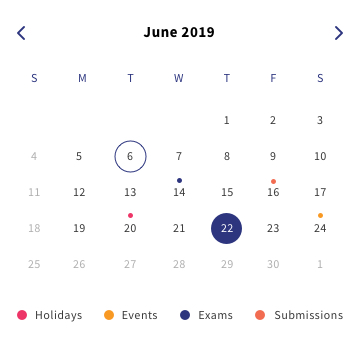 June 2019
S M T W T F S
1 2 3
4 5 6 7 8 9 10
11 12 13 14 15 16 17
18 19 20 21 22 23 24
25 26 27 28 29 30 1
Holidays Events Exams Submissions